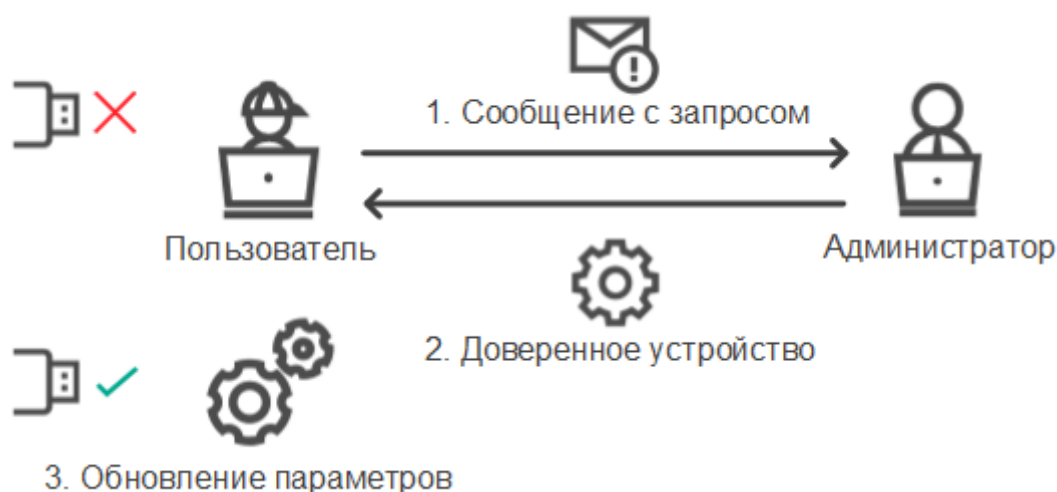 1. Сообщение с запросом
Пользователь
Администратор
2. Доверенное устройство
3. Обновление параметров